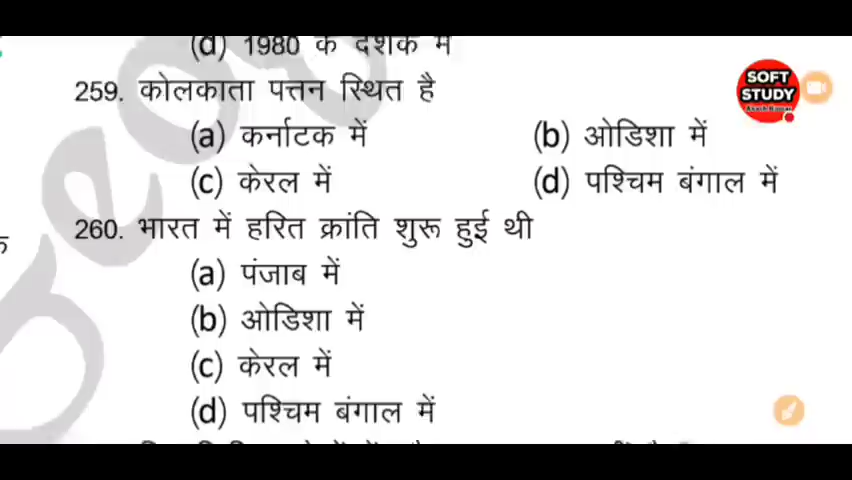 (d) 1980 के दशक में
259. कोलकाता पत्तन स्थित है
SOFT
STUDY
(a) कर्नाटक में (b) ओडिशा में
(c) केरल में (d) पश्चिम बंगाल में
260. भारत में हरित क्रांति शुरू हुई थी
(a) पंजाब में
(b) ओडिशा में
(c) केरल में
(d) पश्चिम बंगाल में